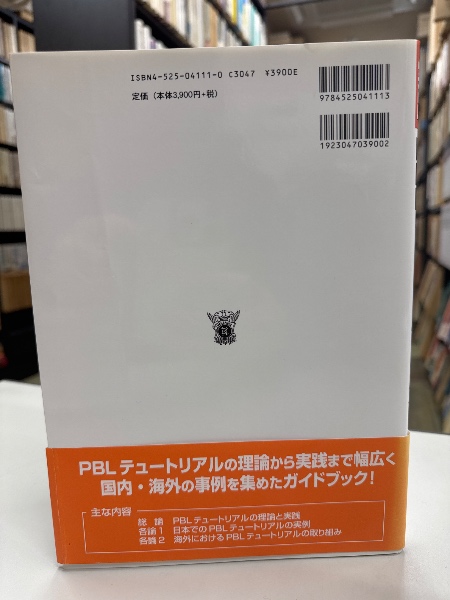 ISBN4-525-04111-0 C3047 ¥3900E
定価（本体3,900円+税）
9784525041113
1923047039002
PBLテュートリアルの理論から実践まで幅広く
国内・海外の事例を集めたガイドブック！
主な内容
総論 PBLテュートリアルの理論と実践
各論1 日本でのPBLテュートリアルの実例
各論2 海外におけるPBLテュートリアルの取り組み